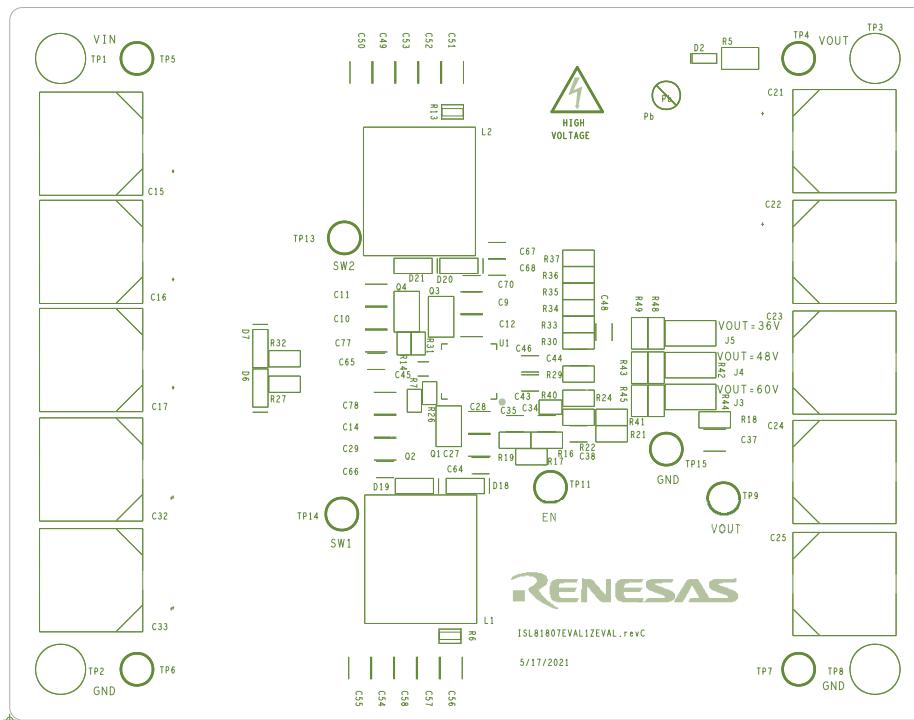 VIN
TP1
TP5
C50
C49
C53
C52
C51
R13
L2
HIGH
VOLTAGE
Pb
Pb
D2
R5
TP4
VOUT
TP3
C21
C15
C22
TP13
SW2
C67
C68
R37
R36
R35
R34
R33
R30
D21
D20
C70
C9
C12
Q4
Q3
C11
C10
C77
C65
C16
D7
R32
D6
R27
U1
R31
R14
C45
R7
R26
C46
C44
R29
C48
R49
R48
VOUT=36V
J5
C23
VOUT=48V
J4
R43
R42
VOUT=60V
J3
R45
R44
C17
C78
C14
C29
C66
C28
C35
C34
R24
R41
R21
R18
C37
C24
Q2
Q1
C27
C64
R19
R17
R16
R22
C38
TP15
GND
D19
D18
TP11
EN
TP9
VOUT
C32
TP14
SW1
C25
RENESAS
C33
L1
R6
ISL81807EVAL1ZEVAL.revC
5/17/2021
TP2
TP6
GND
C55
C54
C58
C57
C56
TP7
TP8
GND